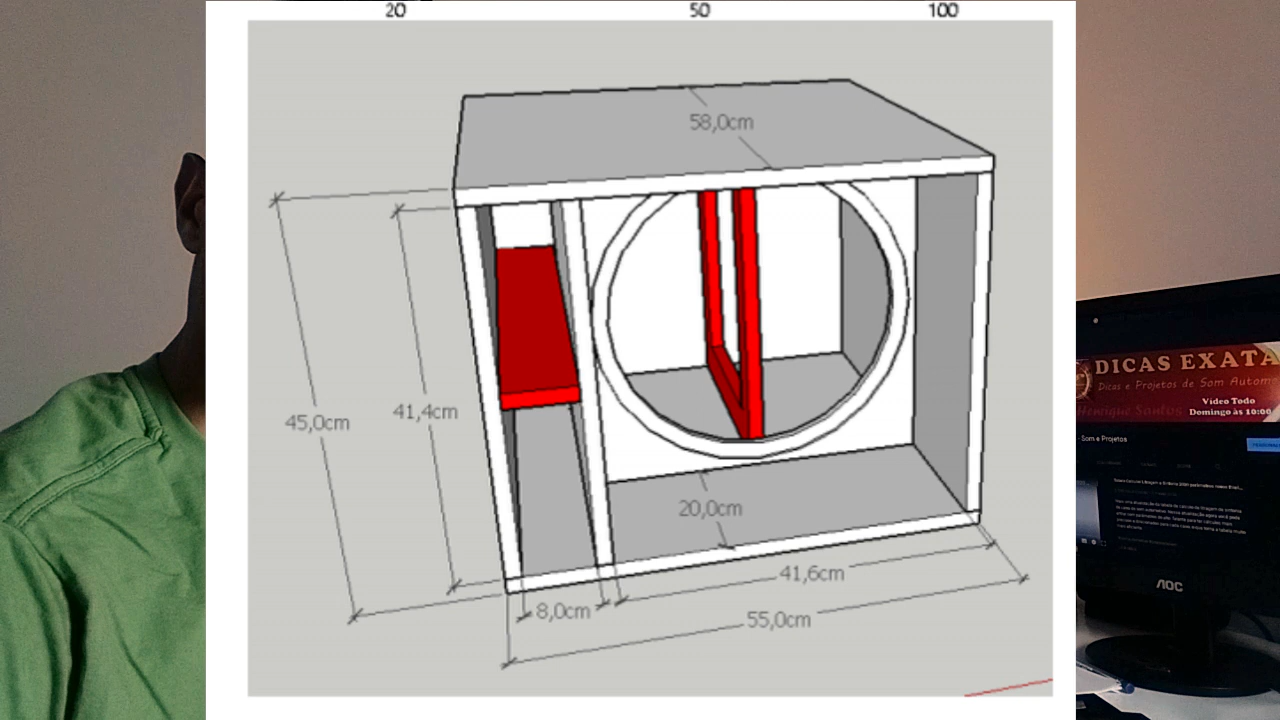 20 50 100
58,0cm
45,0cm
41,4cm
20,0cm
41,6cm
8,0cm
55,0cm
DICAS EXATA
Dicas e Projetos de Som Autom
Henrique Santos
Video Todo
Domingo às 10:00
- Som e Projetos
AOC